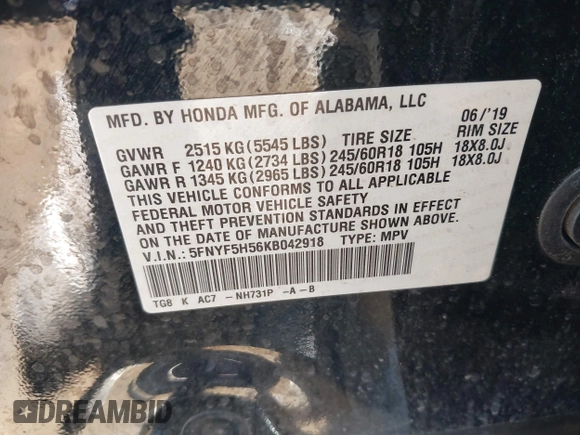 MFD. BY HONDA MFG. OF ALABAMA, LLC 06/'19
GVWR 2515 KG(5545 LBS) TIRE SIZE RIM SIZE
GAWR F 1240 KG(2734 LBS) 245/60R18 105H 18X8.0J
GAWR R 1345 KG(2965 LBS) 245/60R18 105H 18X8.0J
THIS VEHICLE CONFORMS TO ALL APPLICABLE
FEDERAL MOTOR VEHICLE SAFETY
AND THEFT PREVENTION STANDARDS IN EFFECT
ON THE DATE OF MANUFACTURE SHOWN ABOVE.
V.I.N.: 5FNYF5H56KB042918 TYPE: MPV
TG8 K AC7 -NH731P -A-B
DREAMBID